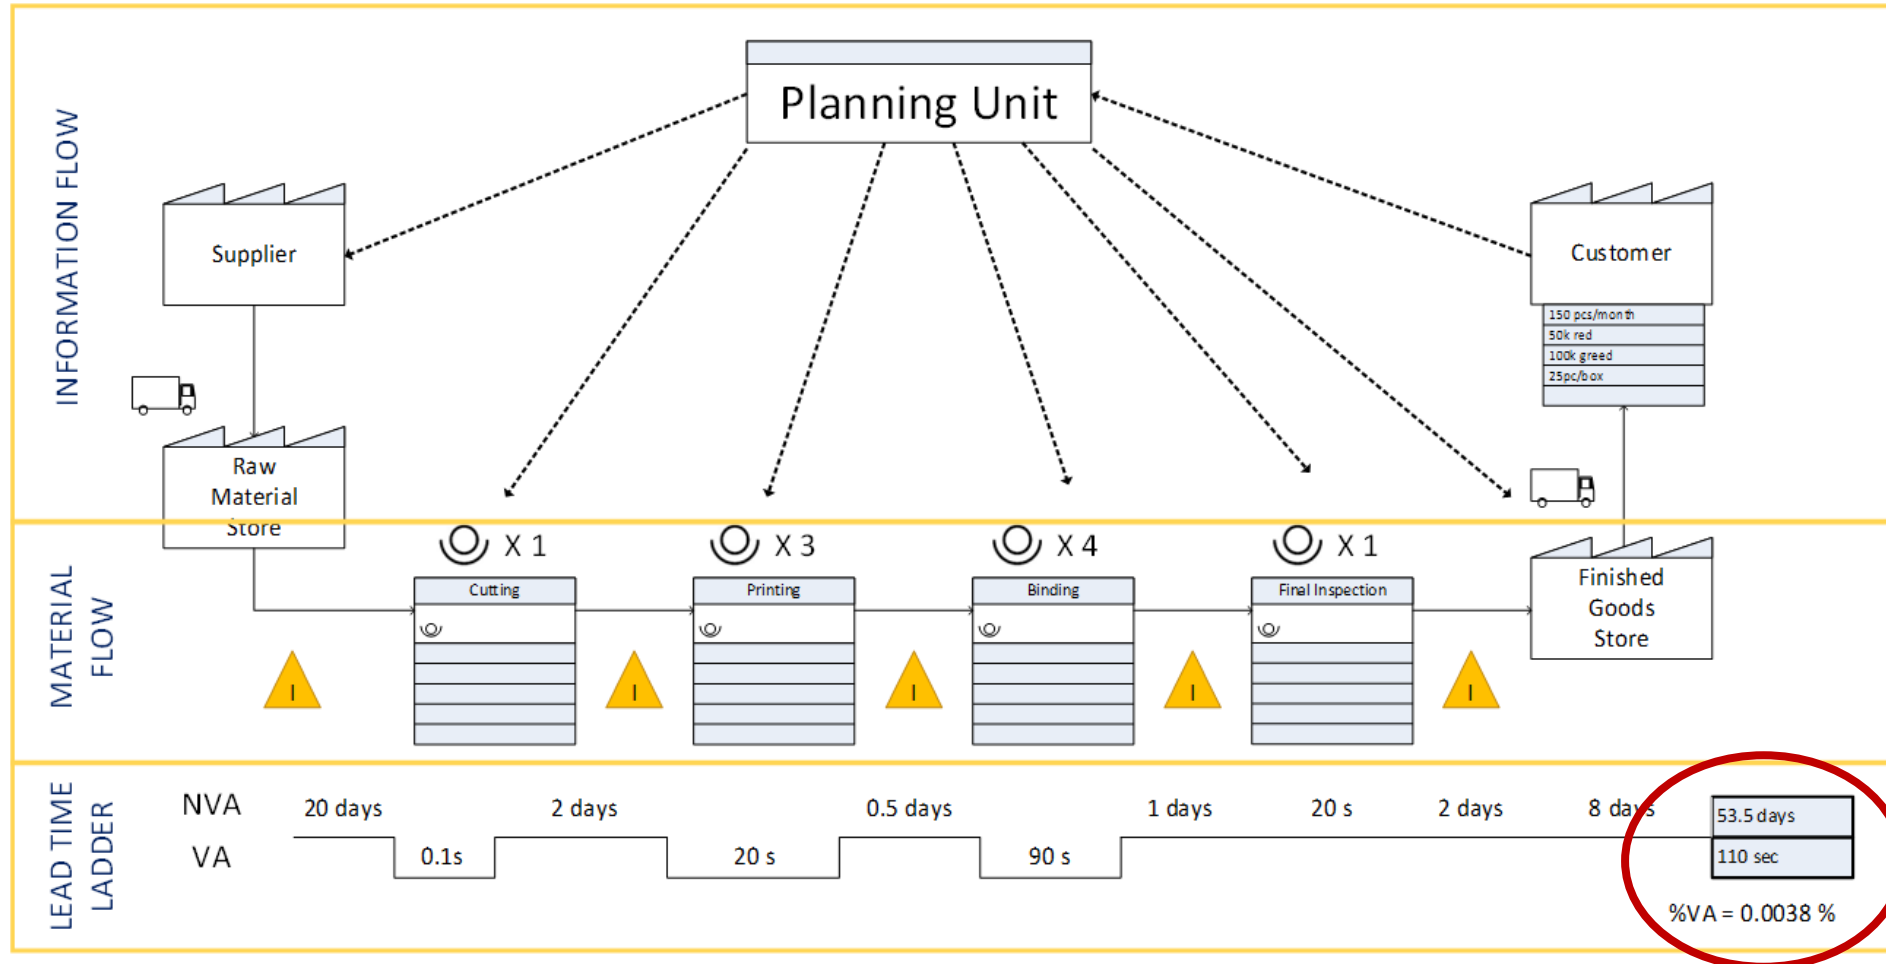 INFORMATION FLOW
Planning Unit
Supplier
Customer
150 pcs/month
50k red
100k greed
25pc/box
Raw
Material
Store
MATERIAL
FLOW
X 1
X 3
X 4
X 1
Cutting
Printing
Binding
Final Inspection
Finished
Goods
Store
I
I
I
I
I
LEAD TIME
LADDER
NVA
20 days
2 days
0.5 days
1 days
20 s
2 days
8 days
53.5 days
VA
0.1s
20 s
90 s
110 sec
%VA = 0.0038 %